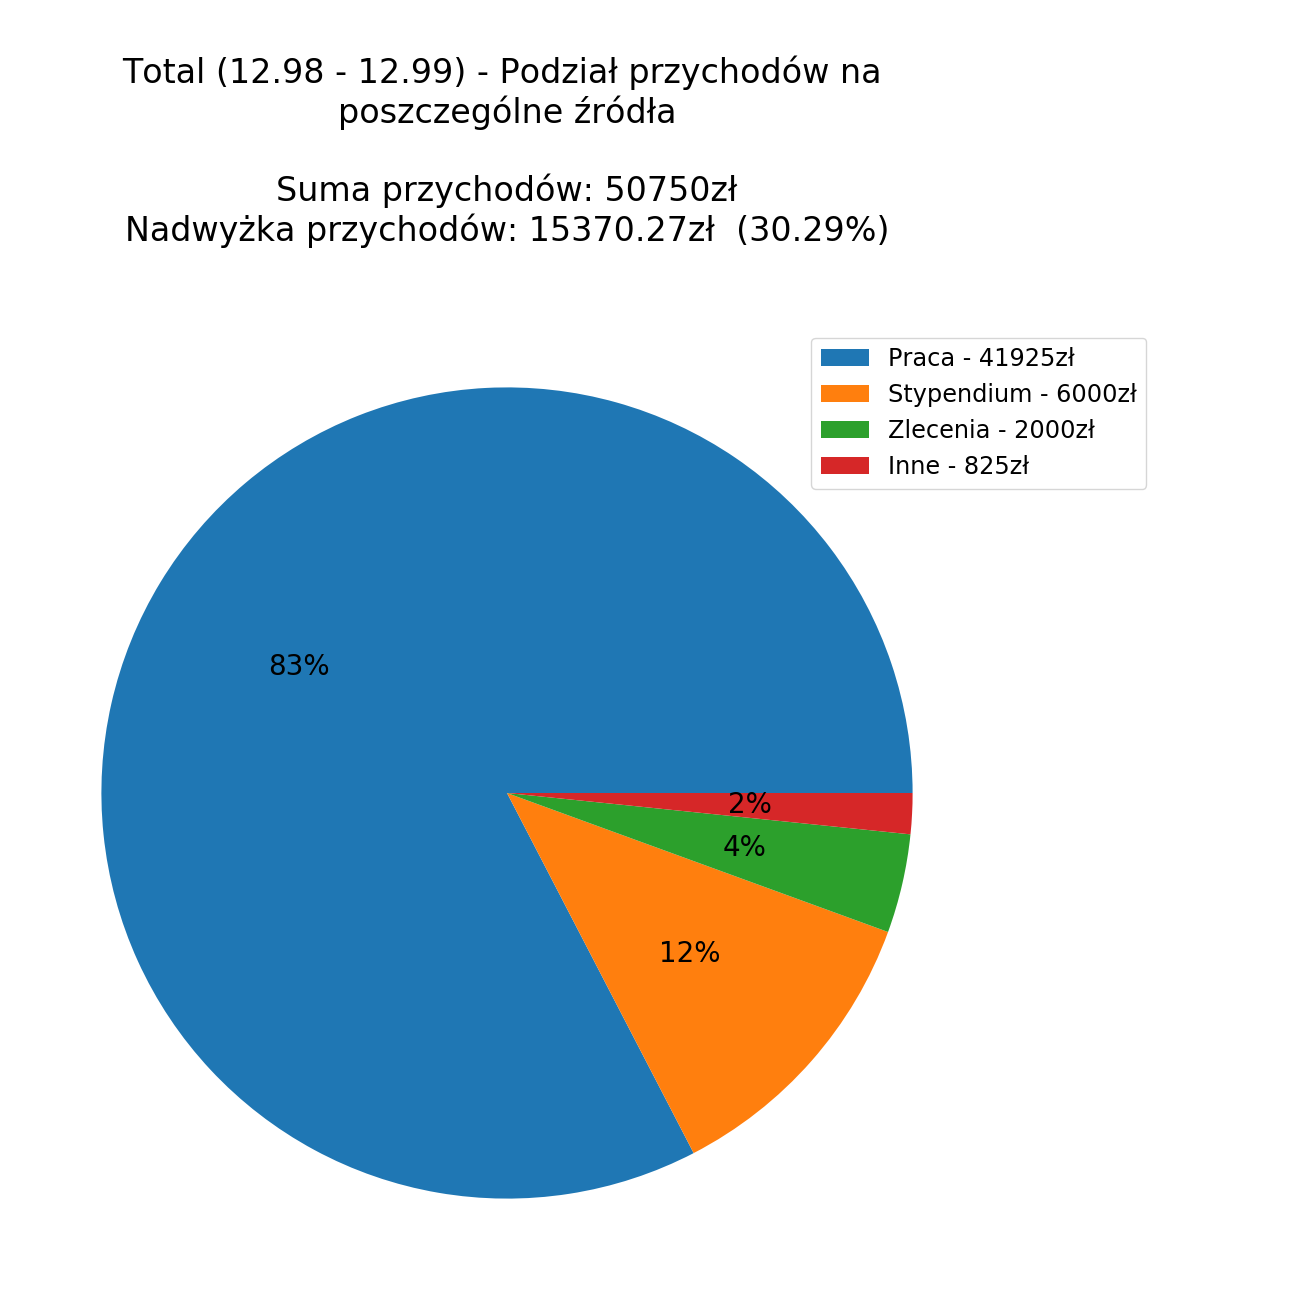 Total (12.98 - 12.99) - Podział przychodów na
poszczególne źródła
Suma przychodów: 50750zł
Nadwyżka przychodów: 15370.27zł  (30.29%)
Praca - 41925zł
Stypendium - 6000zł
Zlecenia - 2000zł
Inne - 825zł
83%
2%
4%
12%